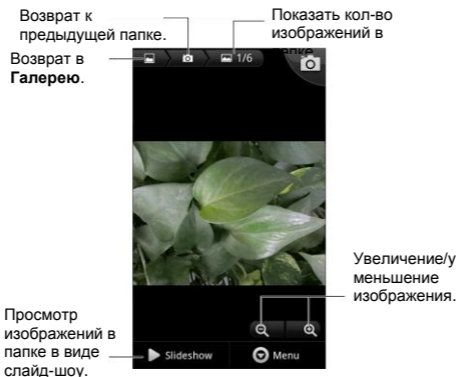 Возврат к
предыдущей папке.
Показать кол-во
изображений в
папке.
Возврат в
Галерею.
1/6
Увеличение/у
меньшение
изображения.
Просмотр
изображений в
папке в виде
слайд-шоу.
Slideshow
Menu